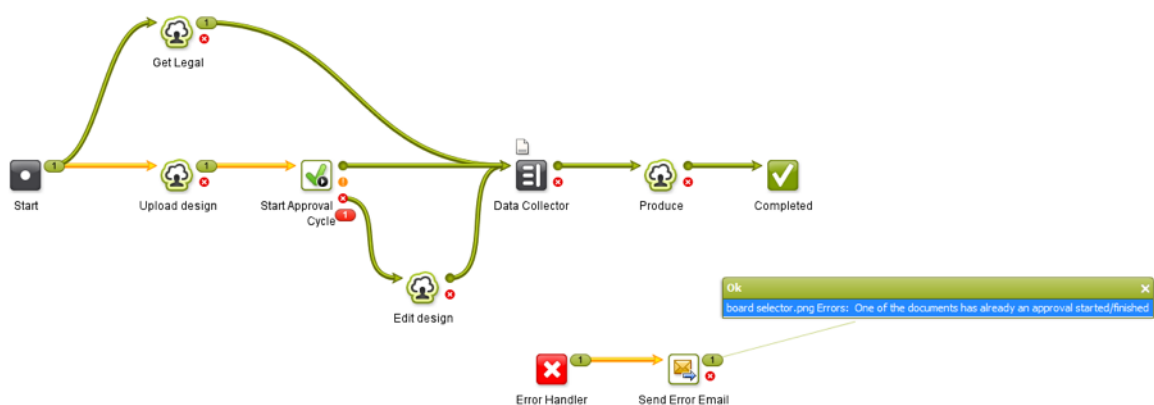 1
Get Legal
1
Start
1
Upload design
Start Approval
Cycle
1
Data Collector
Produce
Completed
Edit design
Ok
board selector.png Errors: One of the documents has already an approval started/finished
1
Error Handler
1
Send Error Email